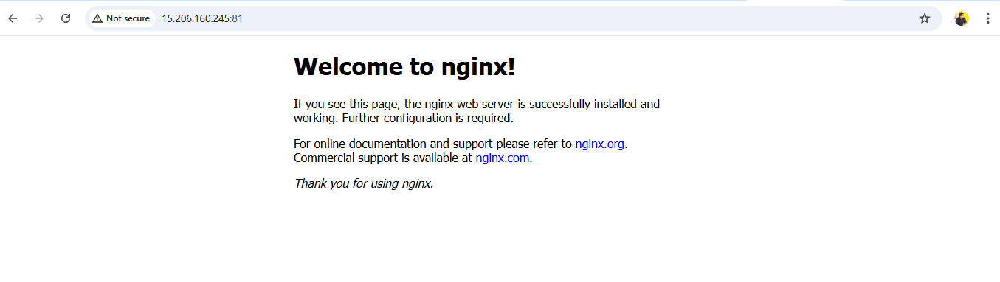 Not secure 15.206.160.245:81
Welcome to nginx!
If you see this page, the nginx web server is successfully installed and
working. Further configuration is required.
For online documentation and support please refer to nginx.org.
Commercial support is available at nginx.com.
Thank you for using nginx.